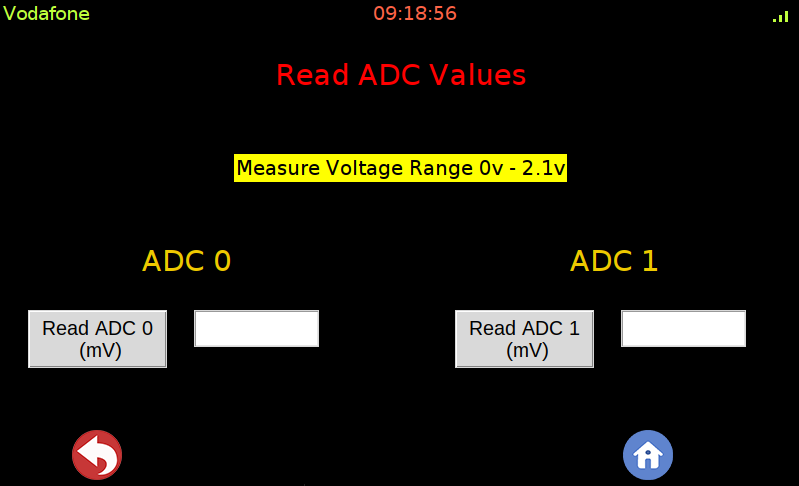 Vodafone 09:18:56
Read ADC Values
Measure Voltage Range 0v - 2.1v
ADC 0 ADC 1
Read ADC 0 Read ADC 1
(mV) (mV)